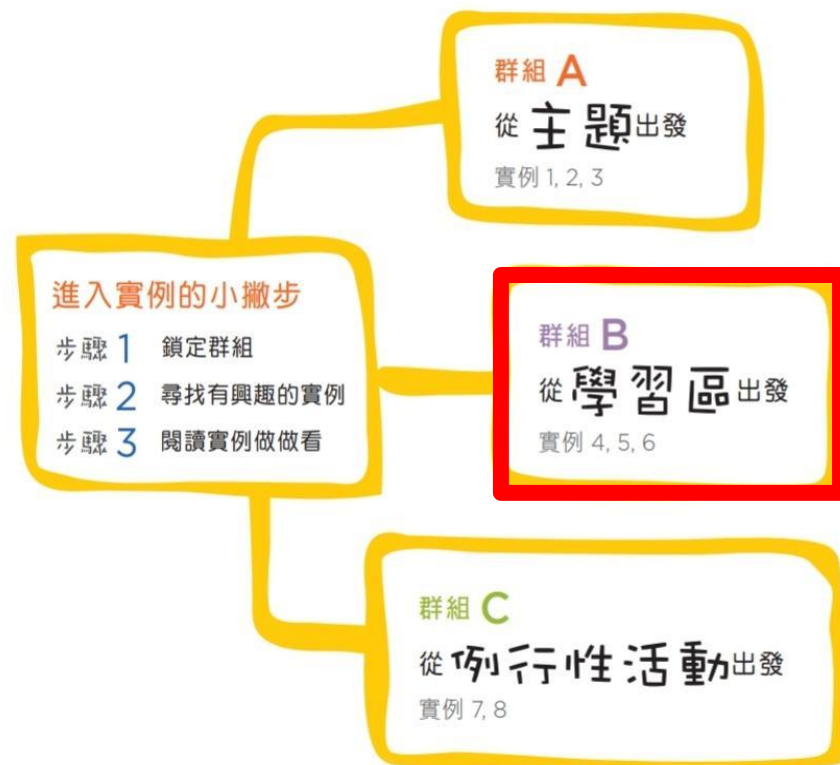 群組 A
從 主題出發
實例 1, 2, 3
進入實例的小撇步
步驟 1 鎖定群組
步驟 2 尋找有興趣的實例
步驟 3 閱讀實例做做看
群組 B
從 學習區 出發
實例 4, 5, 6
群組 C
從 例行性活動出發
實例 7, 8